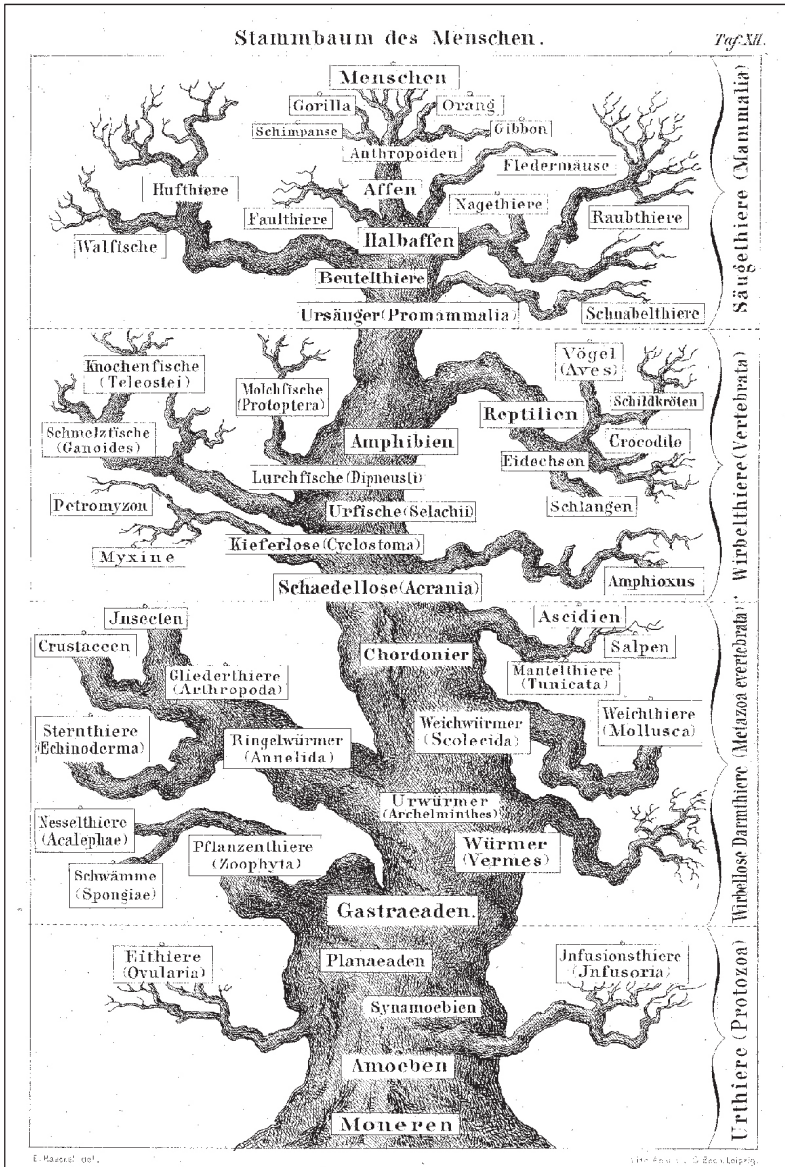 Stammbaum des Menschen.
Taf. XII.
Menschen
Gorilla
Orang
Schimpanse
Gibbon
Anthropoiden
Fledermäuse
Hufthiere
Affen
Nagethiere
Faulthiere
Raubthiere
Walfische
Halbaffen
Beutelthiere
Ursäuger (Promammalia)
Schnabelthiere
Säugethiere (Mammalia)
Knochenfische
(Teleostei)
Molchfische
(Protoptera)
Vögel
(Aves)
Schildkröten
Reptilien
Schmelzfische
(Ganoides)
Amphibien
Crocodile
Eidechsen
Lurchfische (Dipneusti)
Petromyzon
Urfische (Selachii)
Schlangen
Myxine
Kieferlose (Cyclostoma)
Schaedellose (Acrania)
Amphioxus
Wirbelthiere (Vertebrata)
Jnsecten
Ascidien
Crustaceen
Chordonier
Salpen
Gliederthiere
(Arthropoda)
Mantelthiere
(Tunicata)
Sternthiere
(Echinoderma)
Ringelwürmer
(Annelida)
Weichwürmer
(Scolecida)
Weichthiere
(Mollusca)
Urwürmer
(Archelminthes)
Nesselthiere
(Acalephae)
Pflanzenthiere
(Zoophyta)
Würmer
(Vermes)
Schwämme
(Spongiae)
Gastraeaden.
Wirbellose Darmthiere (Metazoa evertebrata)
Eithiere
(Ovularia)
Planaeaden
Jnfusionsthiere
(Jnfusoria)
Synamoebien
Amoeben
Moneren
Urthiere (Protozoa)
E. Haeckel del.
Leipzig.